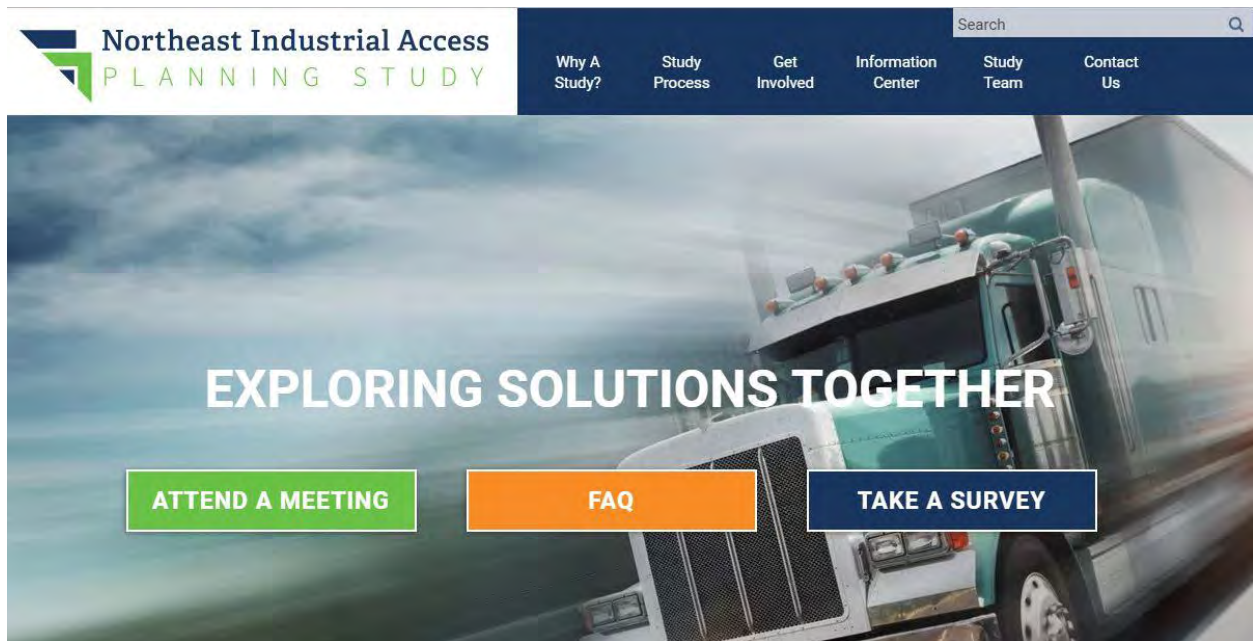 Northeast Industrial Access
PLANNING STUDY
Search
Why A
Study?
Study
Process
Get
Involved
Information
Center
Study
Team
Contact
Us
EXPLORING SOLUTIONS TOGETHER
ATTEND A MEETING
FAQ
TAKE A SURVEY